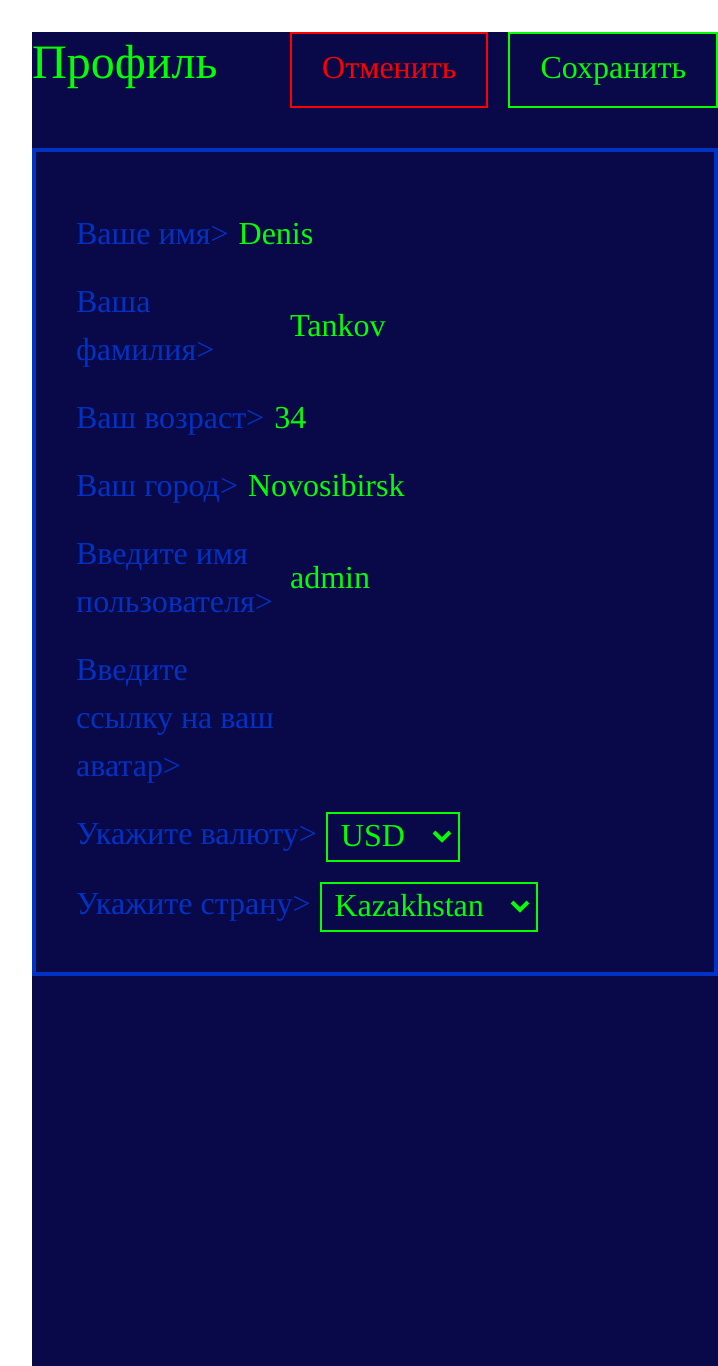 Профиль
Отменить
Сохранить
Ваше имя> Denis
Ваша
фамилия>
Tankov
Ваш возраст> 34
Ваш город> Novosibirsk
Введите имя
пользователя>
admin
Введите
ссылку на ваш
аватар>
Укажите валюту> USD
Укажите страну> Kazakhstan